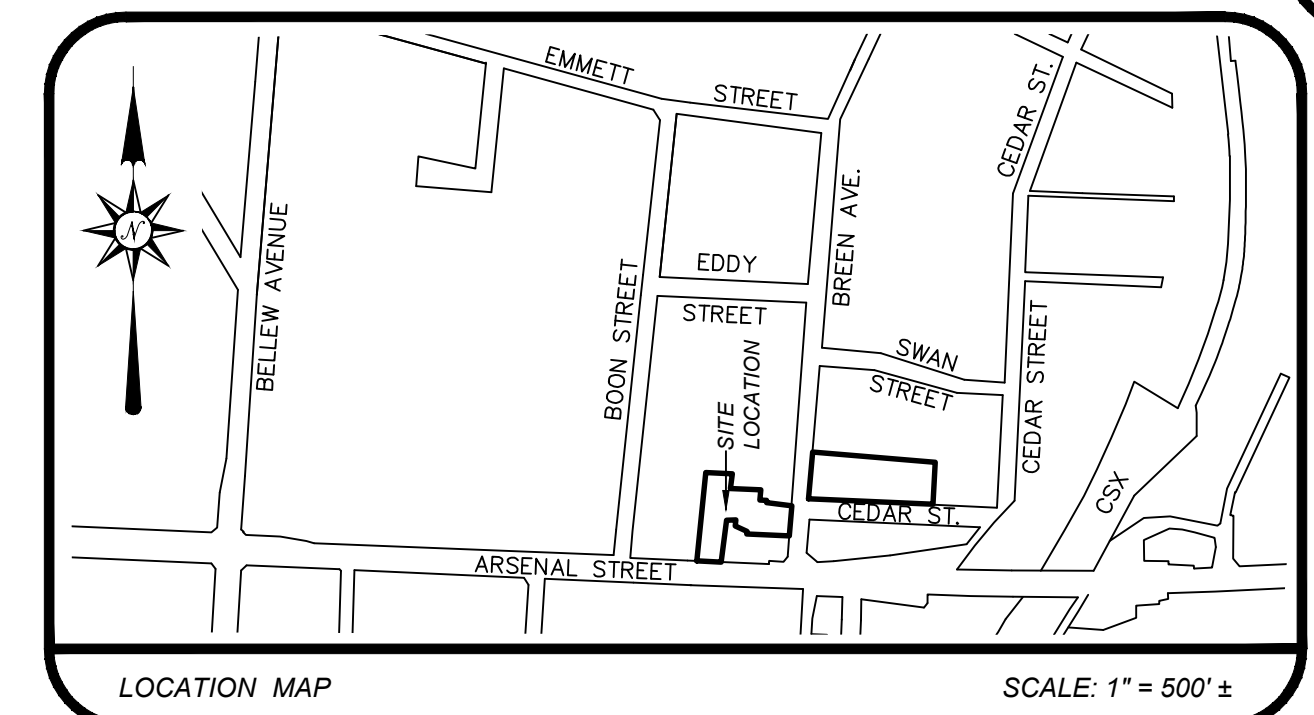 EMMETT
STREET
CEDAR ST.
N
BELLEW AVENUE
BREEN AVE.
BOON STREET
EDDY
STREET
SWAN
STREET
CEDAR STREET
SITE
LOCATION
CSX
CEDAR ST.
ARSENAL STREET
LOCATION MAP
SCALE: 1" = 500' ±